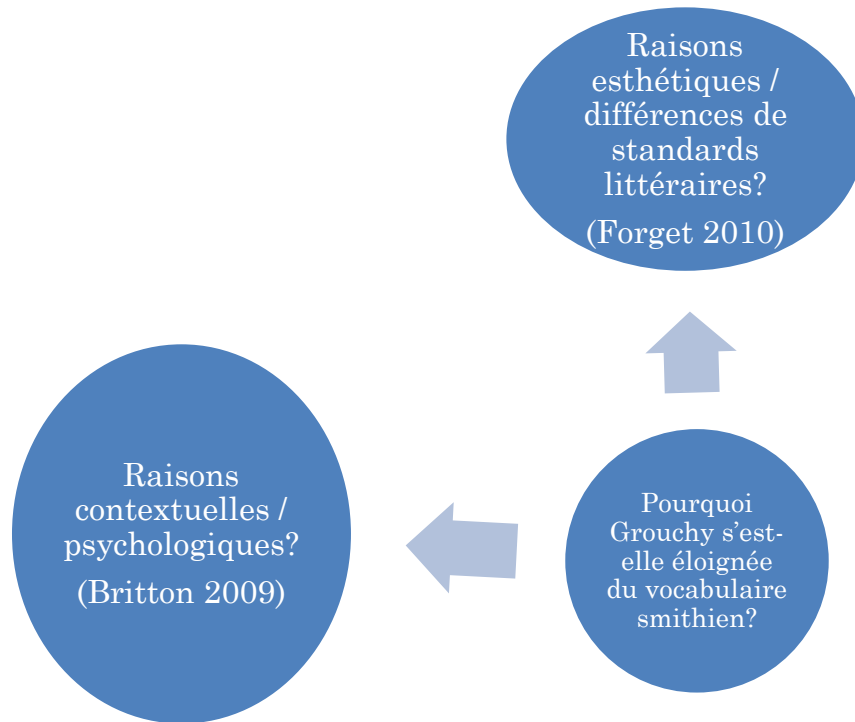 Raisons
esthétiques /
différences de
standards
littéraires?
(Forget 2010)
Raisons
contextuelles /
psychologiques?
(Britton 2009)
Pourquoi
Grouchy s’est-
elle éloignée
du vocabulaire
smithien?